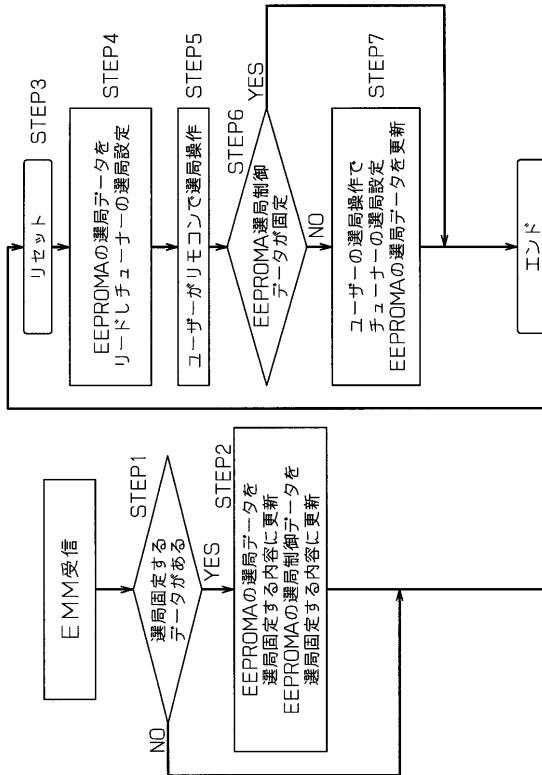 EMM受信
STEP1
選局固定する
データがある
NO
YES
STEP2
EEPROMAの選局データを
選局固定する内容に更新
EEPROMAの選局制御データを
選局固定する内容に更新
リセット
STEP3
EEPROMAの選局データを
リードしチューナーの選局設定
STEP4
ユーザーがリモコンで選局操作
STEP5
STEP6
EEPROMA選局制御
データが固定
YES
NO
ユーザーの選局操作で
チューナーの選局設定
EEPROMAの選局データを更新
STEP7
エンド